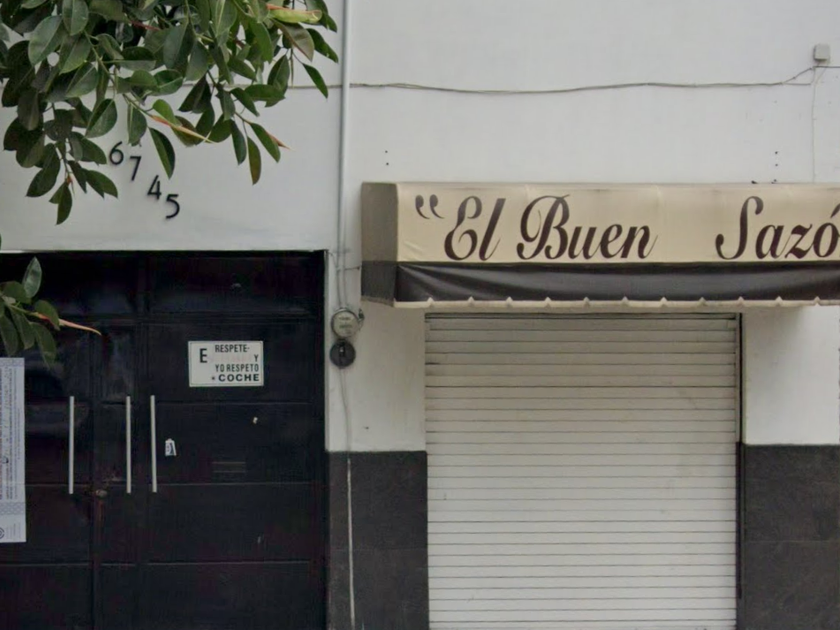 6745
"El Buen Sazó
E RESPETE
Y
YO RESPETO
COCHE